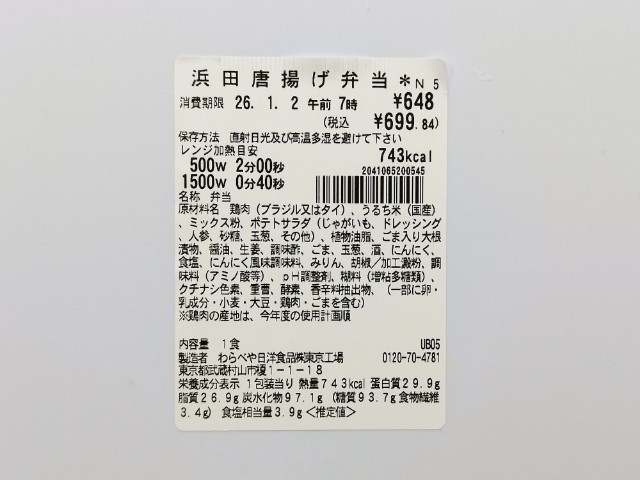 浜田唐揚げ弁当＊N 5
消費期限 26. 1. 2 午前 7時 ¥648
(税込 ¥699.84)
保存方法 直射日光及び高温多湿を避けて下さい
レンジ加熱目安 743kcal
500W 2分00秒 2041065200545
1500W 0分40秒
名称 弁当
原材料名 鶏肉（ブラジル又はタイ）、うるち米（国産）
、ミックス粉、ポテトサラダ（じゃがいも、ドレッシング
、人参、砂糖、玉葱、その他）、植物油脂、ごま入り大根
漬物、醤油、生姜、調味酢、ごま、玉葱、酒、にんにく、
食塩、にんにく風味調味料、みりん、胡椒／加工澱粉、調
味料（アミノ酸等）、ｐＨ調整剤、糊料（増粘多糖類）、
クチナシ色素、重曹、酵素、香辛料抽出物、（一部に卵・
乳成分・小麦・大豆・鶏肉・ごまを含む）
※鶏肉の産地は、今年度の使用計画順
内容量 1食 UB05
製造者 わらべや日洋食品㈱東京工場 0120-70-4781
東京都武蔵村山市榎1－1－18
栄養成分表示 1包装当り 熱量743kcal 蛋白質29.9g
脂質26.9g 炭水化物97.1g （糖質93.7g 食物繊維
3.4g） 食塩相当量3.9g＜推定値＞